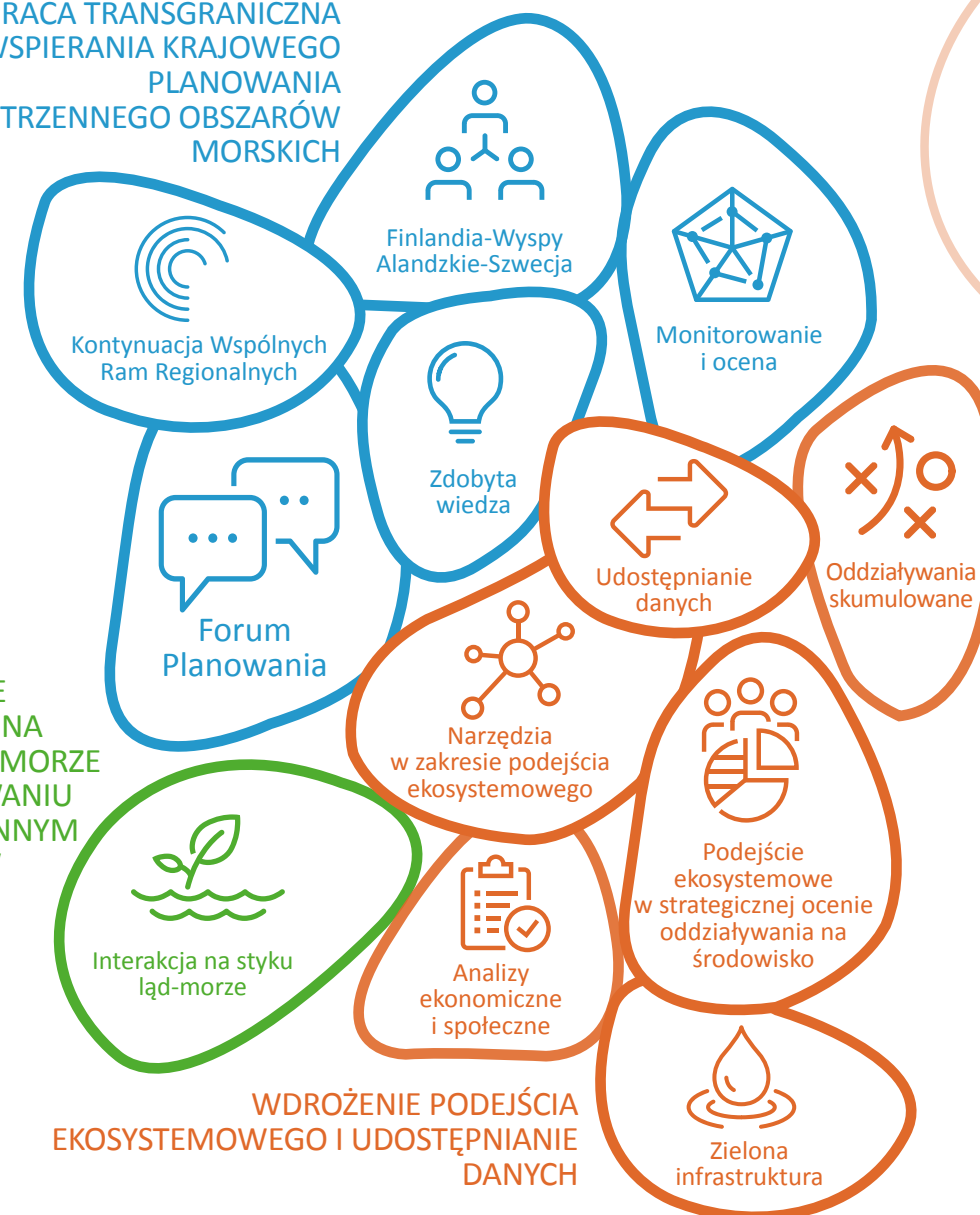 RACA TRANSGRANICZNA
WSPIERANIA KRAJOWEGO
PLANOWANIA
TRZENNEGO OBSZARÓW
MORSKICH
Finlandia-Wyspy
Alandzkie-Szwecja
Kontynuacja Wspólnych
Ram Regionalnych
Monitorowanie
i ocena
Zdobyta
wiedza
Udostępnianie
danych
Oddziaływania
skumulowane
Forum
Planowania
E
NA
MORZE
VANIU
NNYM
Narzędzia
w zakresie podejścia
ekosystemowego
Podejście
ekosystemowe
w strategicznej ocenie
oddziaływania na
środowisko
Interakcja na styku
ląd-morze
Analizy
ekonomiczne
i społeczne
WDROŻENIE PODEJŚCIA
EKOSYSTEMOWEGO I UDOSTĘPNIANIE
DANYCH
Zielona
infrastruktura